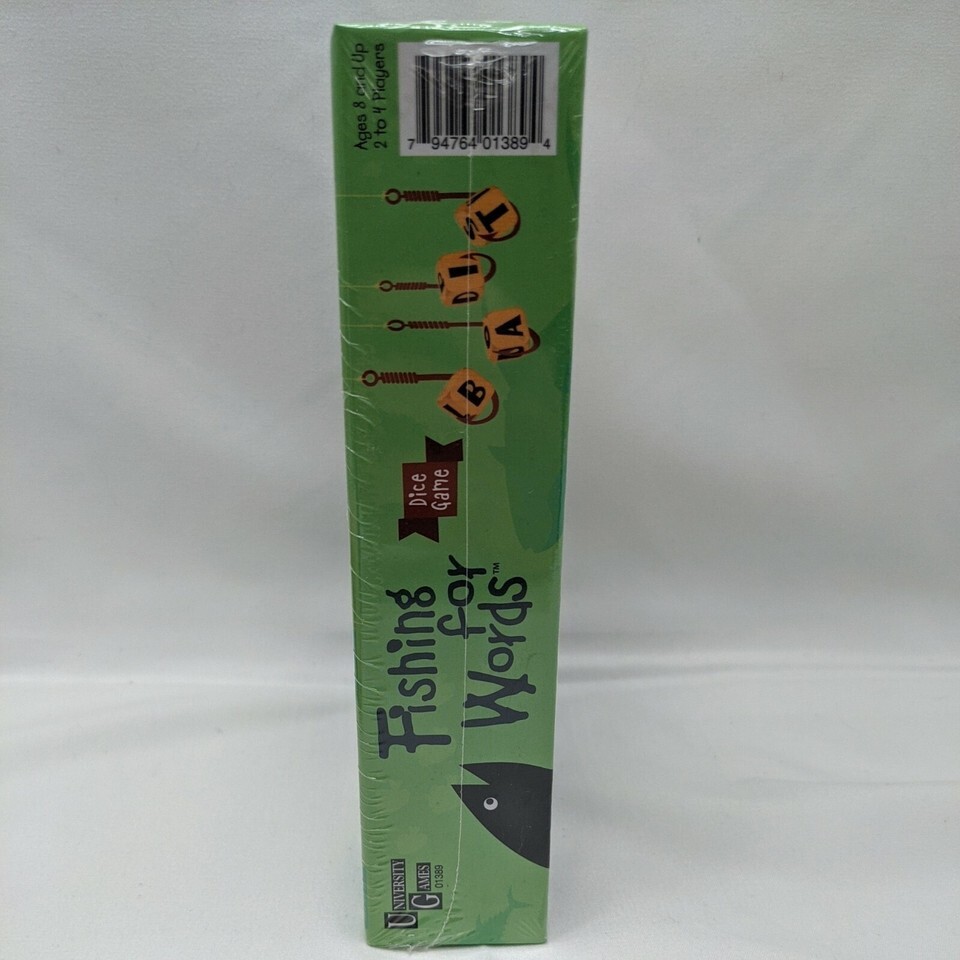 UNIVERSITY
GAMES
01389
Fishing
for
Words™
Dice
Game
B
A
I
T
Ages 8 and Up
2 to 4 Players
7 94764 01389 4